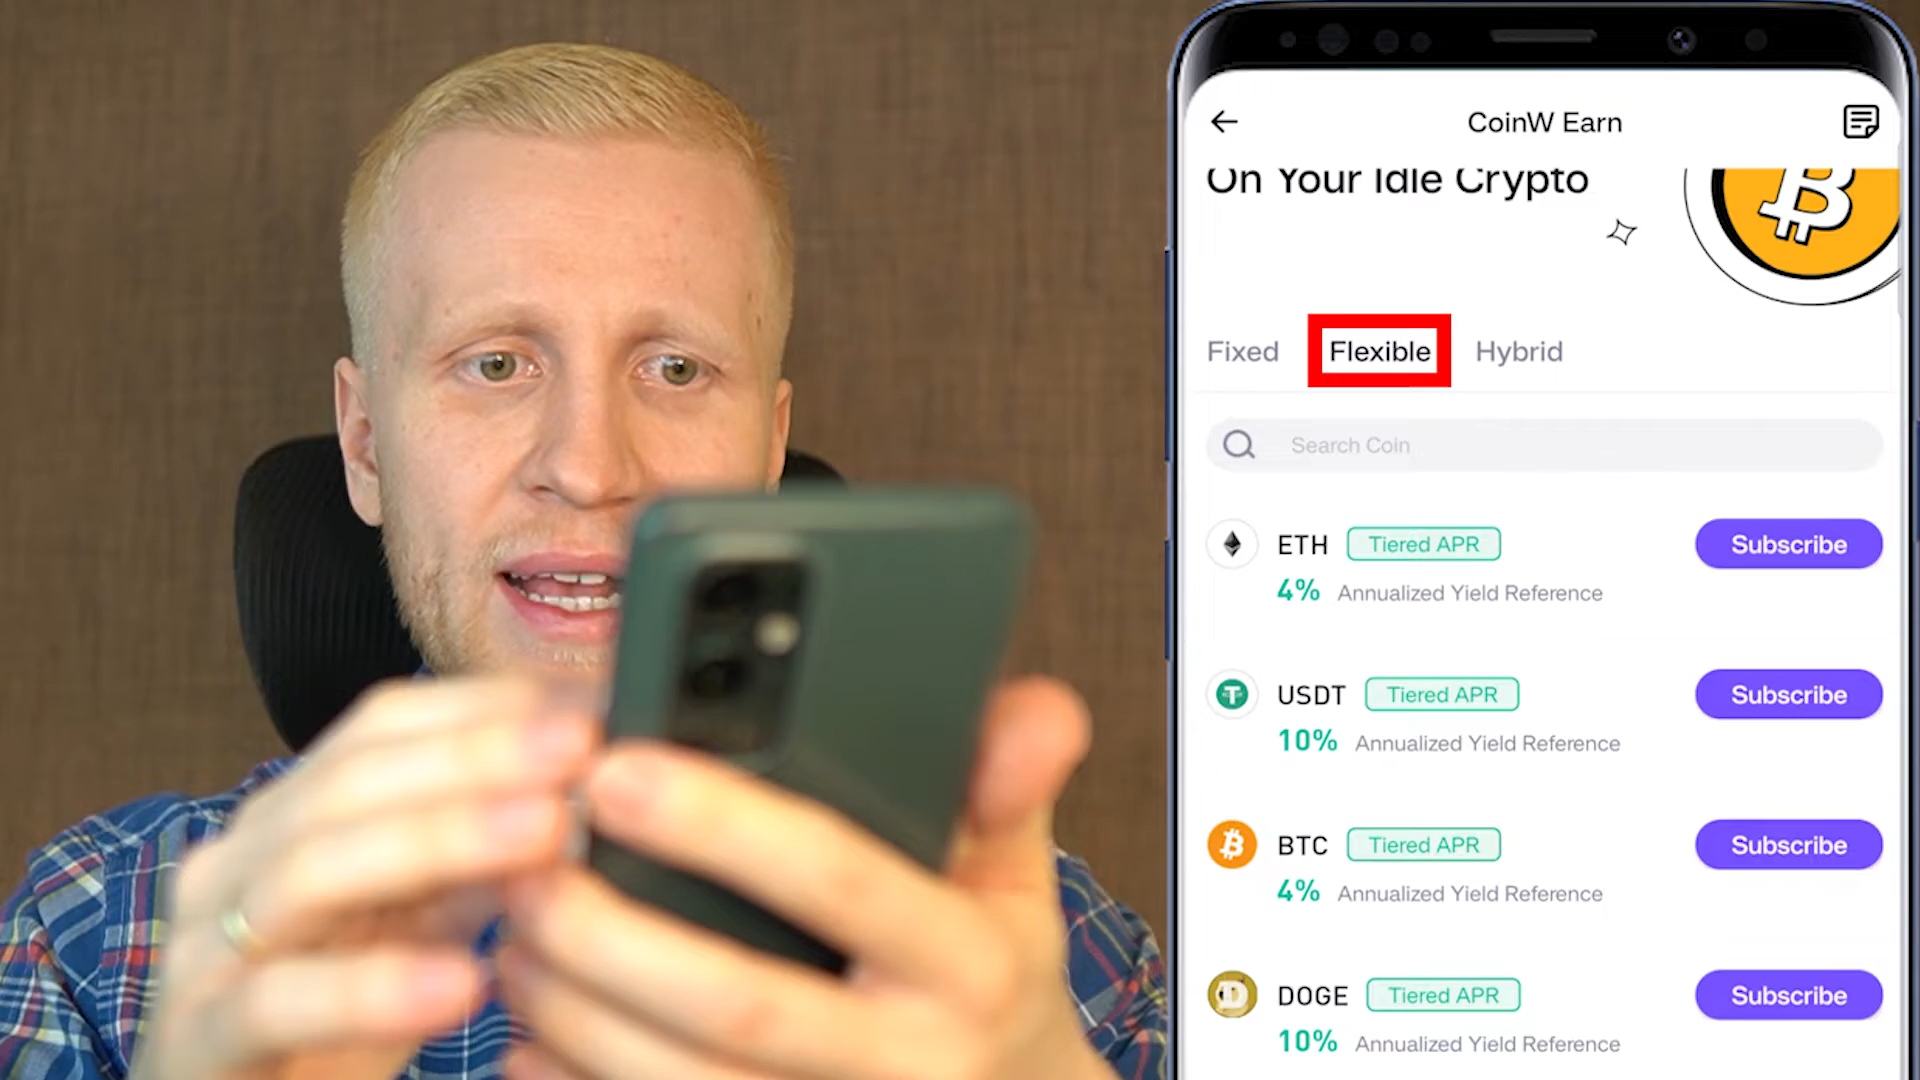 CoinW Earn
On Your Idle Crypto
Fixed Flexible Hybrid
Search Coin
ETH Tiered APR Subscribe
4% Annualized Yield Reference
USDT Tiered APR Subscribe
10% Annualized Yield Reference
BTC Tiered APR Subscribe
4% Annualized Yield Reference
DOGE Tiered APR Subscribe
10% Annualized Yield Reference